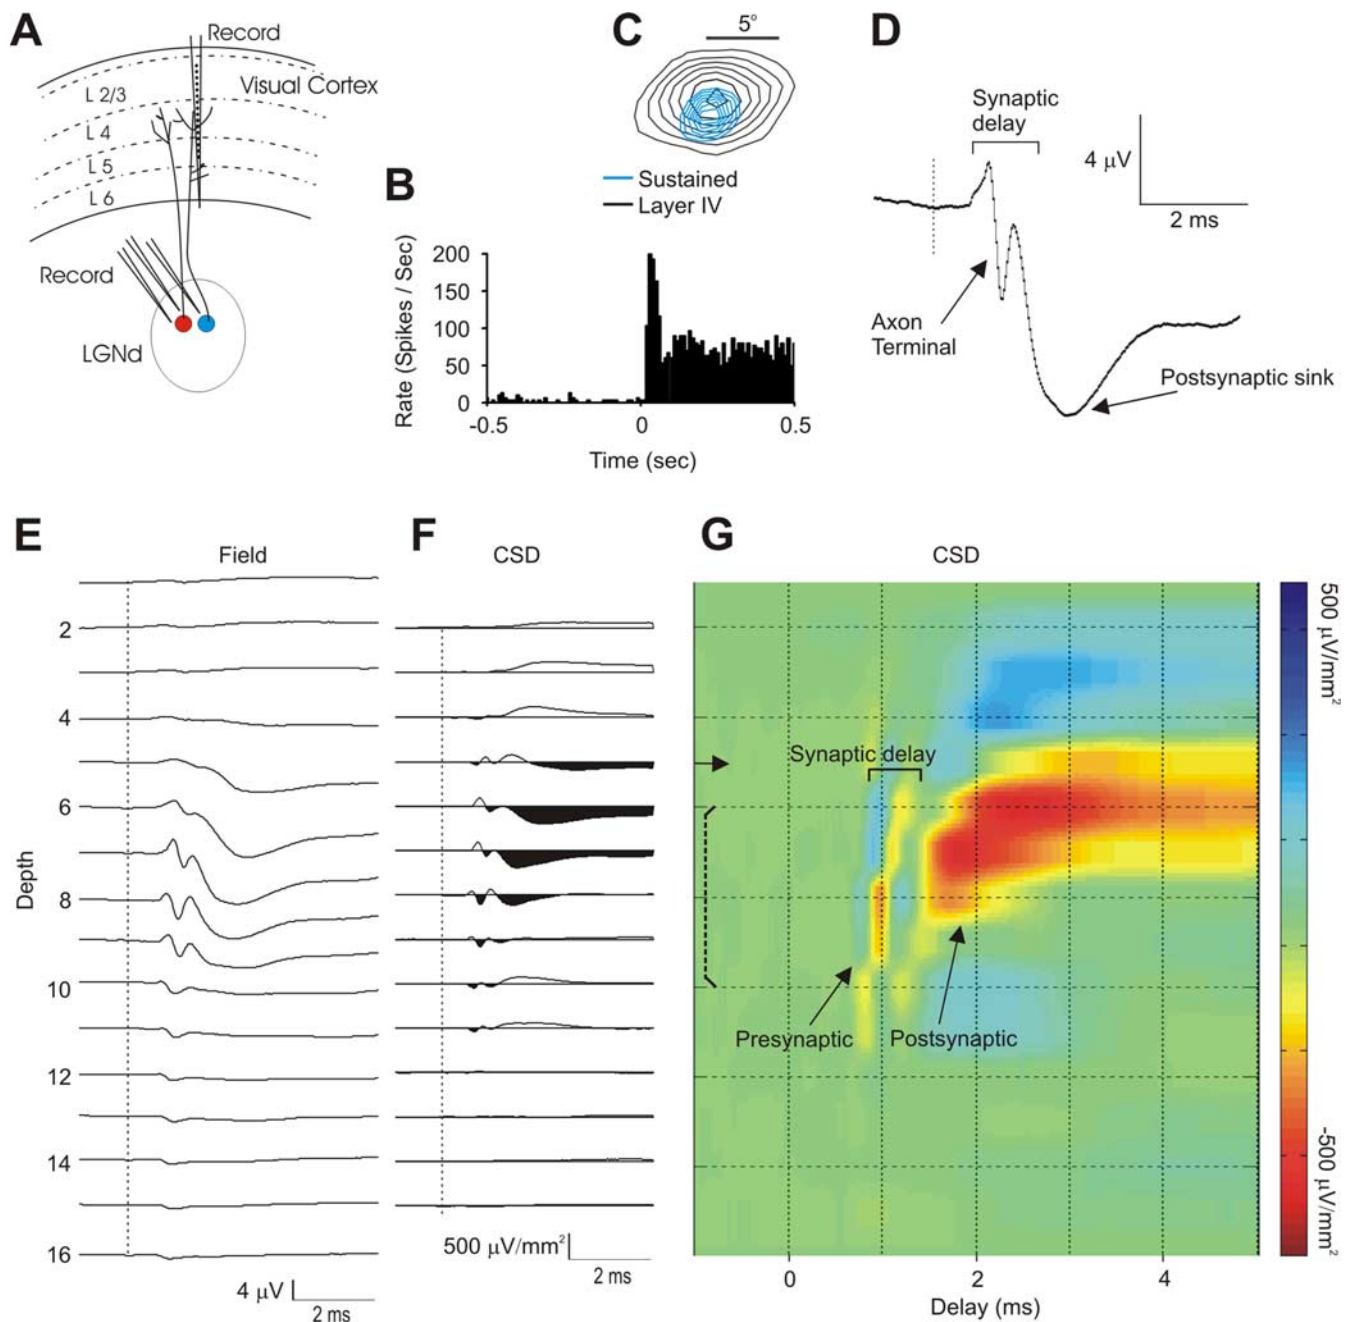 A
Record
Visual Cortex
L 2/3
L 4
L 5
L 6
Record
LGNd
B
Rate (Spikes / Sec)
200
150
100
50
0
-0.5
0
0.5
Time (sec)
C
5°
Sustained
Layer IV
D
Synaptic
delay
4 μV
2 ms
Axon
Terminal
Postsynaptic sink
E
Field
Depth
2
4
6
8
10
12
14
16
4 μV
2 ms
F
CSD
500 μV/mm²
2 ms
G
CSD
Synaptic delay
Presynaptic
Postsynaptic
0
2
4
Delay (ms)
500 μV/mm²
-500 μV/mm²